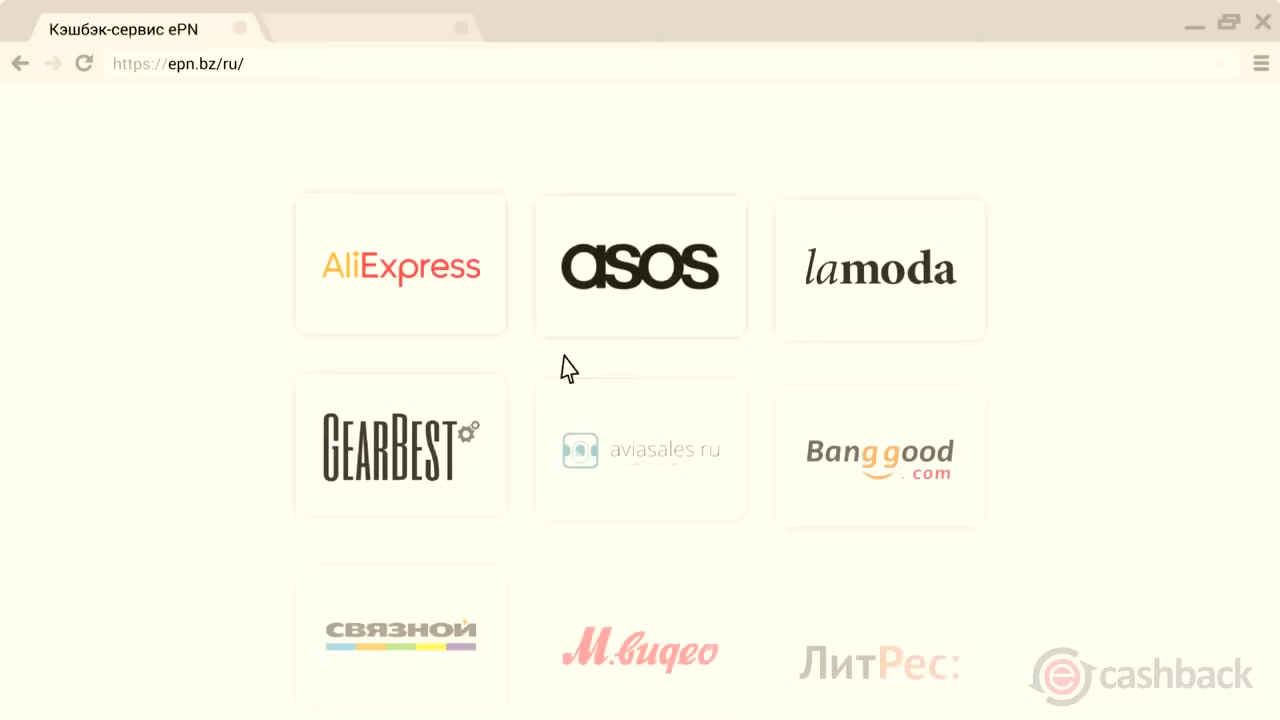 Кэшбэк-сервис ePN
https://epn.bz/ru/
AliExpress
asos
lamoda
GEARBEST
aviasales ru
Banggood
.com
СВЯЗНОЙ
М.видео
ЛитРес:
e cashback